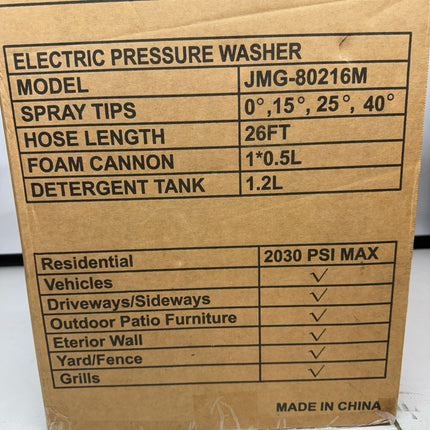 ELECTRIC PRESSURE WASHER
MODEL JMG-80216M
SPRAY TIPS 0°,15°, 25°, 40°
HOSE LENGTH 26FT
FOAM CANNON 1*0.5L
DETERGENT TANK 1.2L
Residential 2030 PSI MAX
Vehicles ✓
Driveways/Sideways ✓
Outdoor Patio Furniture ✓
Eterior Wall ✓
Yard/Fence ✓
Grills ✓
MADE IN CHINA